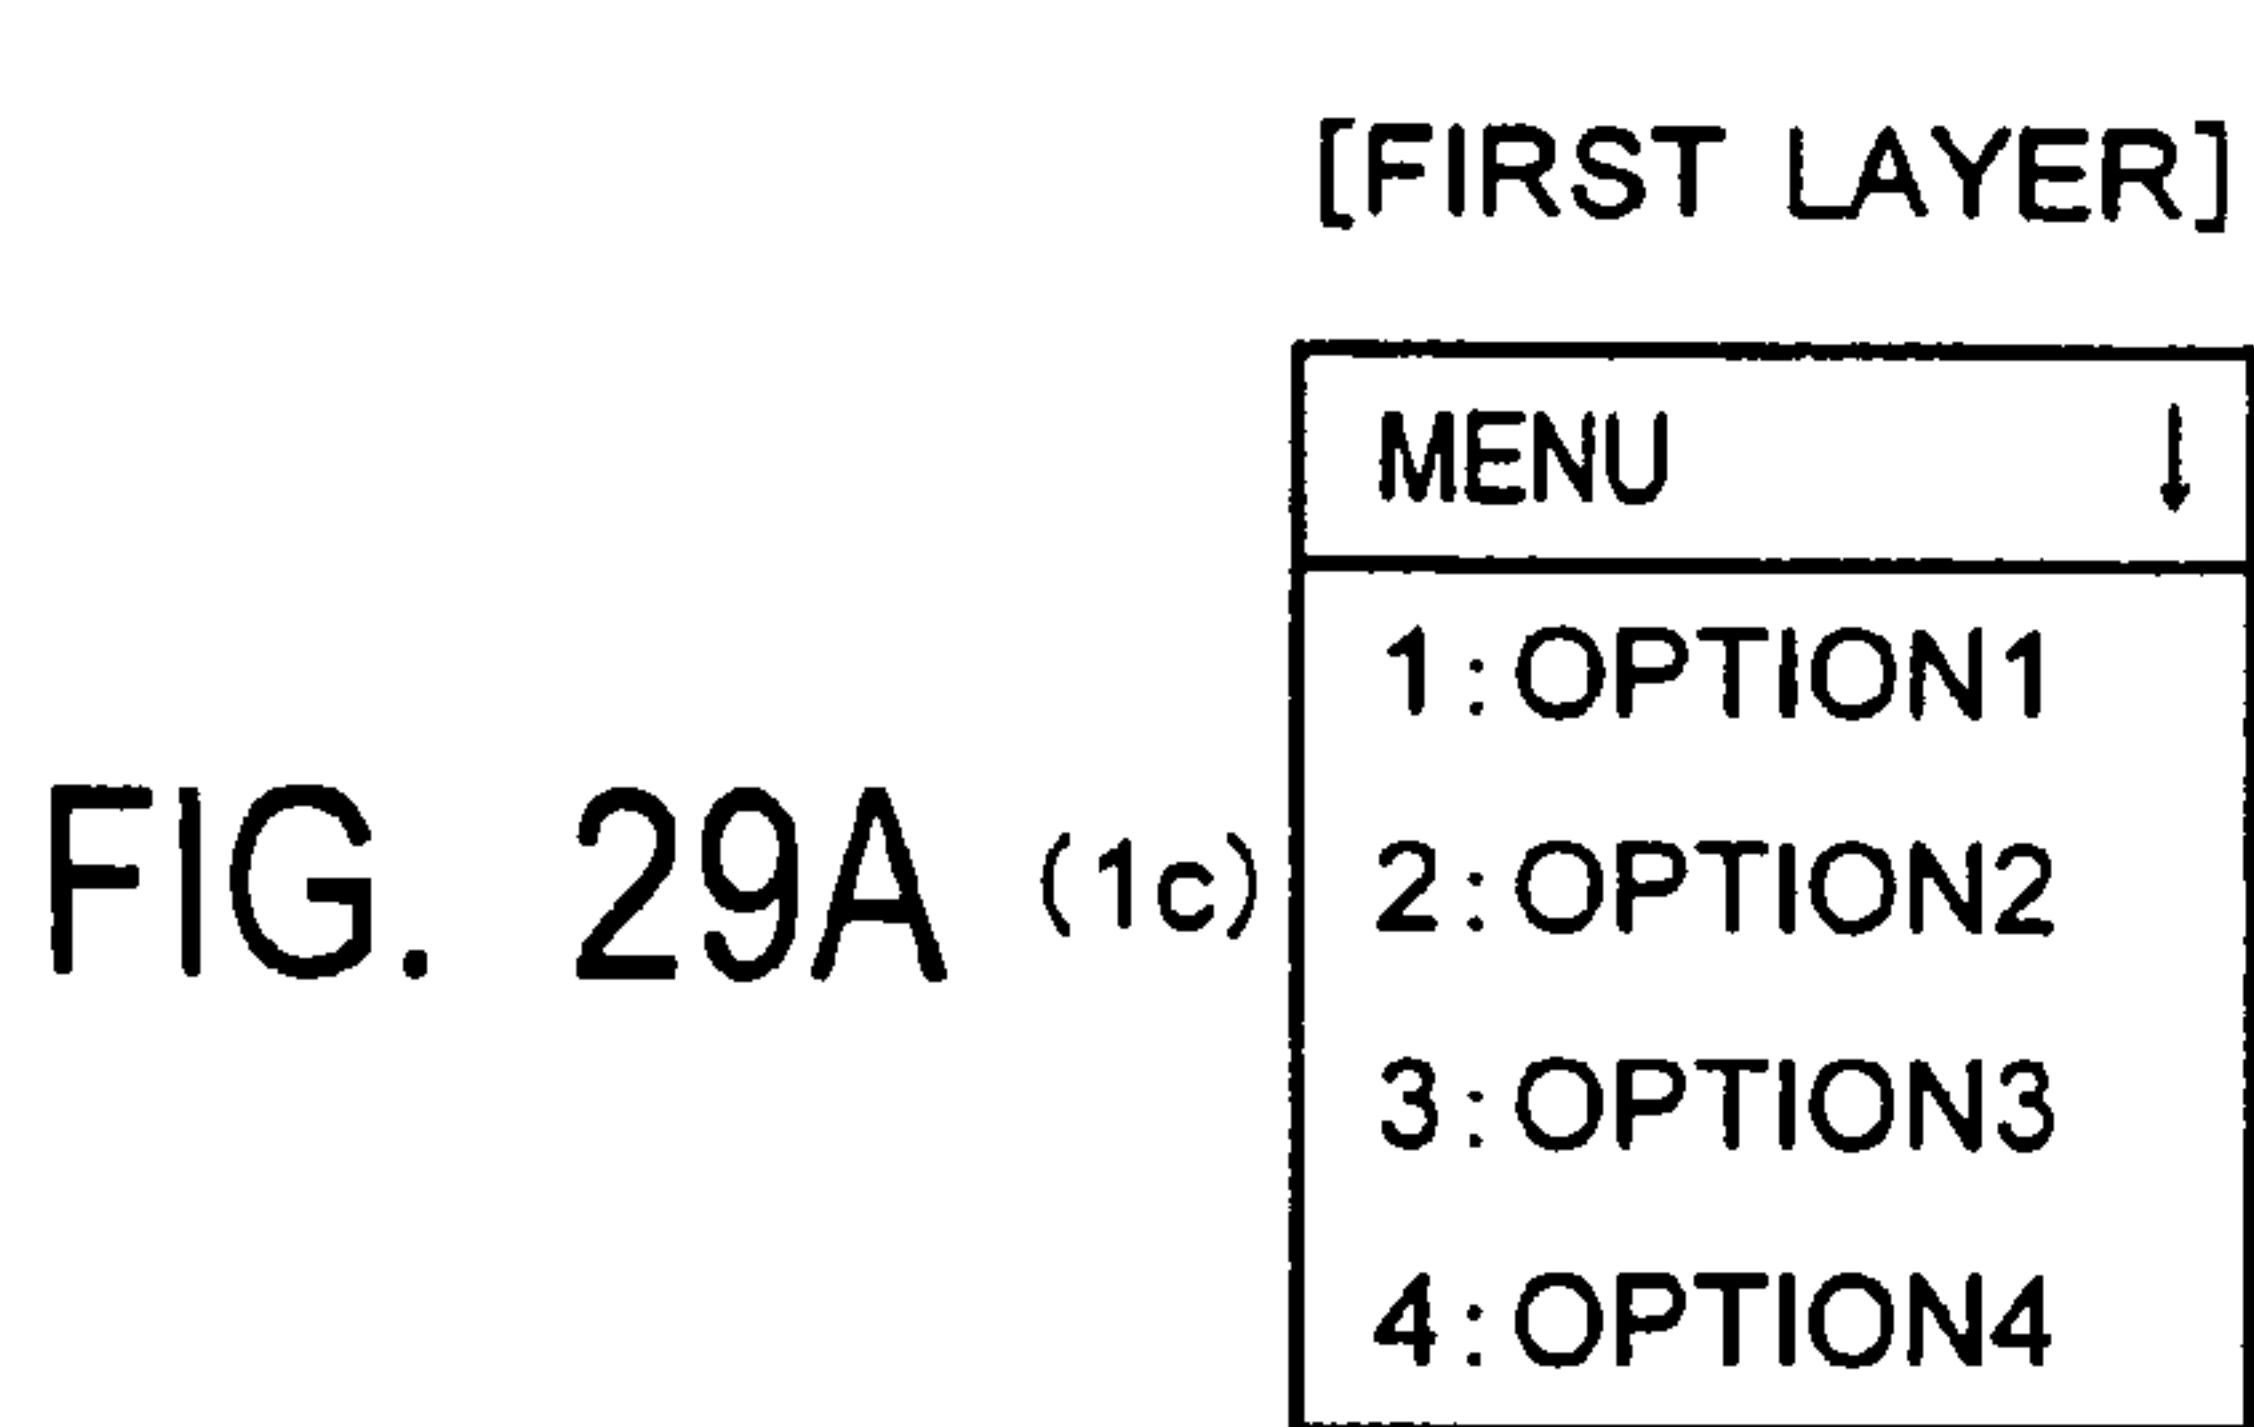 [FIRST LAYER]
MENU ↓
1:OPTION1
FIG. 29A (1c) 2:OPTION2
3:OPTION3
4:OPTION4